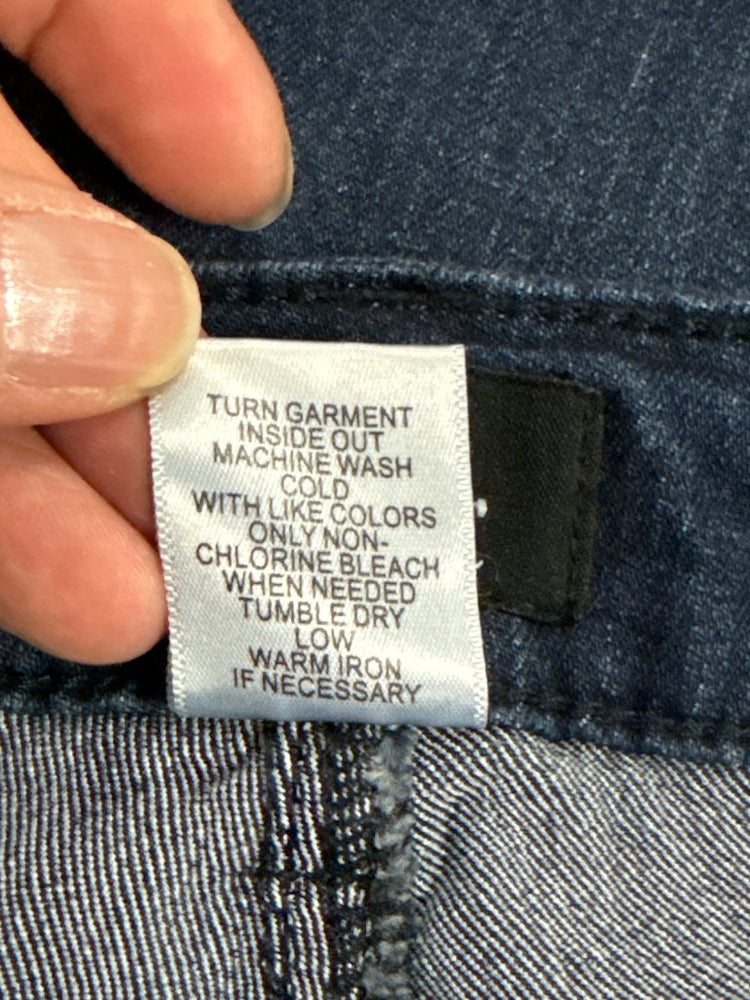 TURN GARMENT
INSIDE OUT
MACHINE WASH
COLD
WITH LIKE COLORS
ONLY NON-
CHLORINE BLEACH
WHEN NEEDED
TUMBLE DRY
LOW
WARM IRON
IF NECESSARY